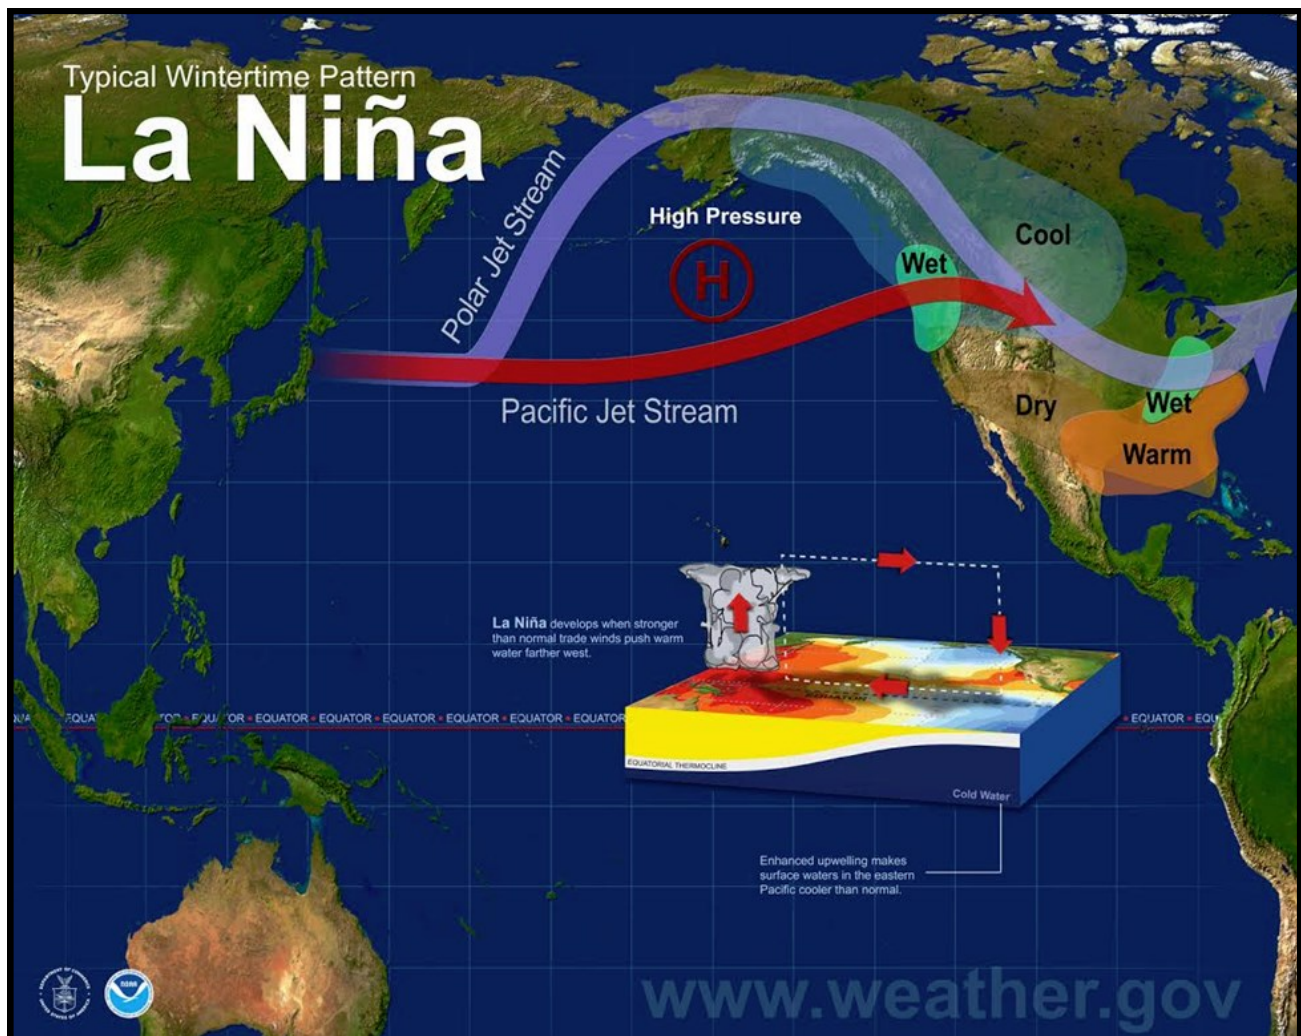 Typical Wintertime Pattern
La Niña
Polar Jet Stream
High Pressure
H
Cool
Wet
Pacific Jet Stream
Dry
Wet
Warm
La Niña develops when stronger
than normal trade winds push warm
water farther west.
EQUATOR • EQUATOR • EQUATOR • EQUATOR • EQUATOR • EQUATOR • EQUATOR
• EQUATOR •
EQUATORIAL THERMOCLINE
Cold Water
Enhanced upwelling makes
surface waters in the eastern
Pacific cooler than normal.
NOAA
www.weather.gov